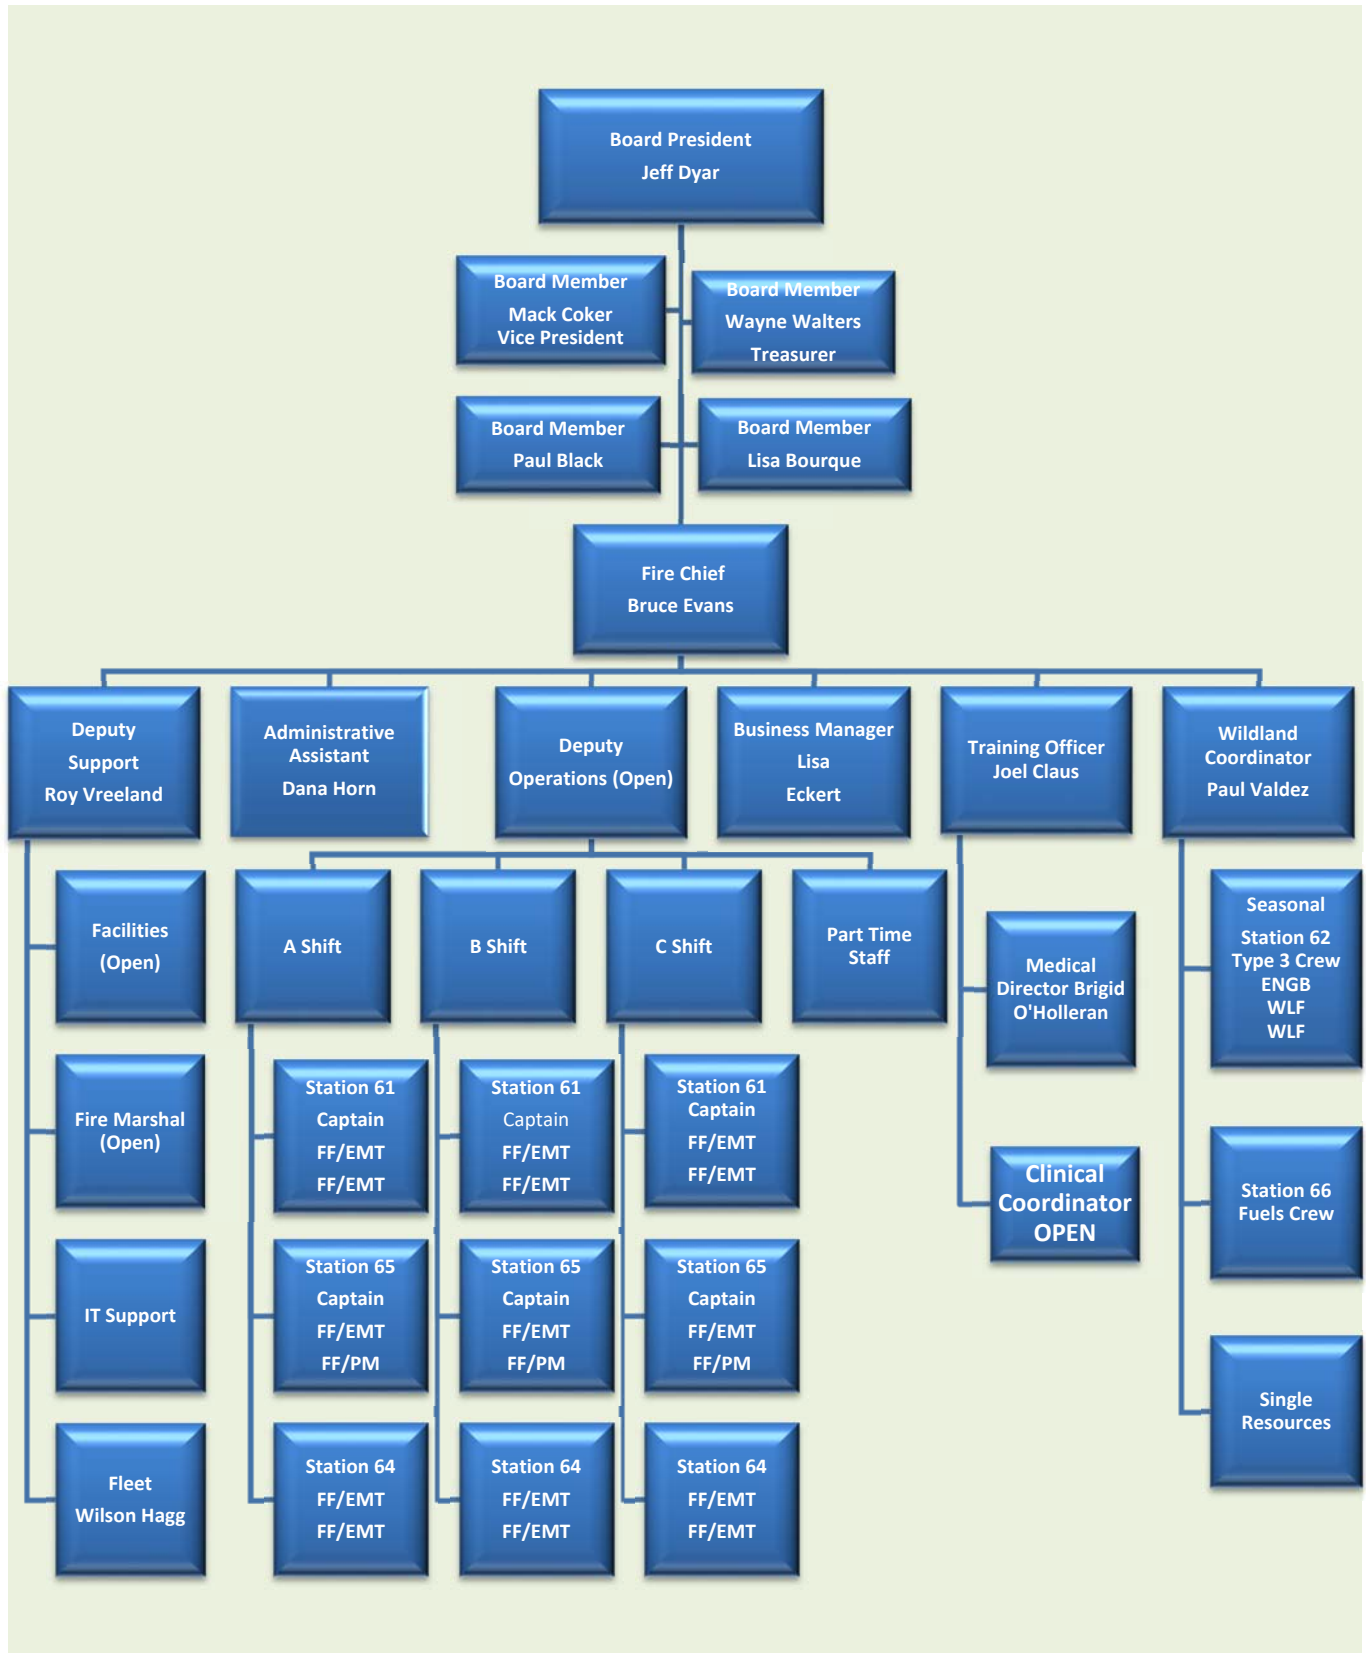 Board President
Jeff Dyar
Board Member
Mack Coker
Vice President
Board Member
Wayne Walters
Treasurer
Board Member
Paul Black
Board Member
Lisa Bourque
Fire Chief
Bruce Evans
Deputy
Support
Roy Vreeland
Administrative
Assistant
Dana Horn
Deputy
Operations (Open)
Business Manager
Lisa
Eckert
Training Officer
Joel Claus
Wildland
Coordinator
Paul Valdez
Facilities
(Open)
Fire Marshal
(Open)
IT Support
Fleet
Wilson Hagg
A Shift
Station 61
Captain
FF/EMT
FF/EMT
Station 65
Captain
FF/EMT
FF/PM
Station 64
FF/EMT
FF/EMT
B Shift
Station 61
Captain
FF/EMT
FF/EMT
Station 65
Captain
FF/EMT
FF/PM
Station 64
FF/EMT
FF/EMT
C Shift
Station 61
Captain
FF/EMT
FF/EMT
Station 65
Captain
FF/EMT
FF/PM
Station 64
FF/EMT
FF/EMT
Part Time
Staff
Medical
Director Brigid
O'Holleran
Clinical
Coordinator
OPEN
Seasonal
Station 62
Type 3 Crew
ENGB
WLF
WLF
Station 66
Fuels Crew
Single
Resources